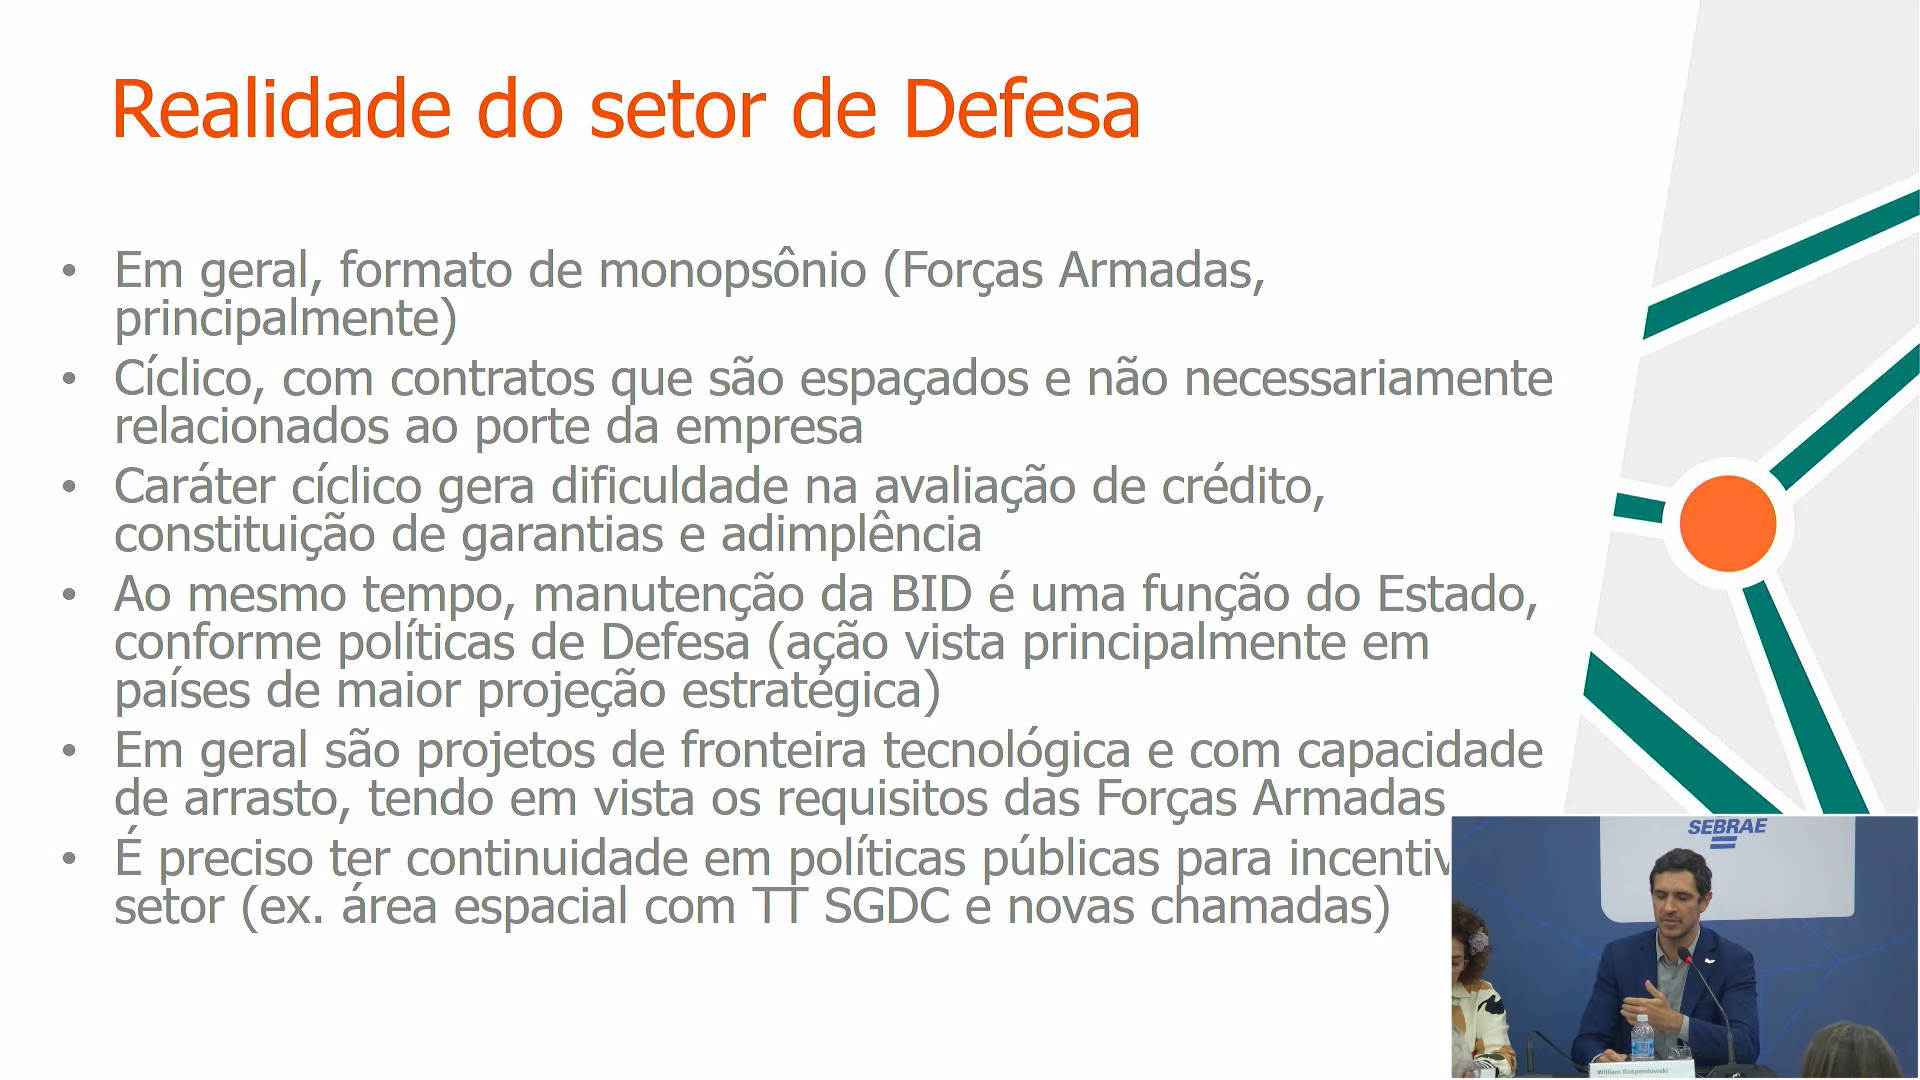 Realidade do setor de Defesa
• Em geral, formato de monopsônio (Forças Armadas,
principalmente)
• Cíclico, com contratos que são espaçados e não necessariamente
relacionados ao porte da empresa
• Caráter cíclico gera dificuldade na avaliação de crédito,
constituição de garantias e adimplência
• Ao mesmo tempo, manutenção da BID é uma função do Estado,
conforme políticas de Defesa (ação vista principalmente em
países de maior projeção estratégica)
• Em geral são projetos de fronteira tecnológica e com capacidade
de arrasto, tendo em vista os requisitos das Forças Armadas
• É preciso ter continuidade em políticas públicas para incentiv
setor (ex. área espacial com TT SGDC e novas chamadas)
SEBRAE
William Rospendowski